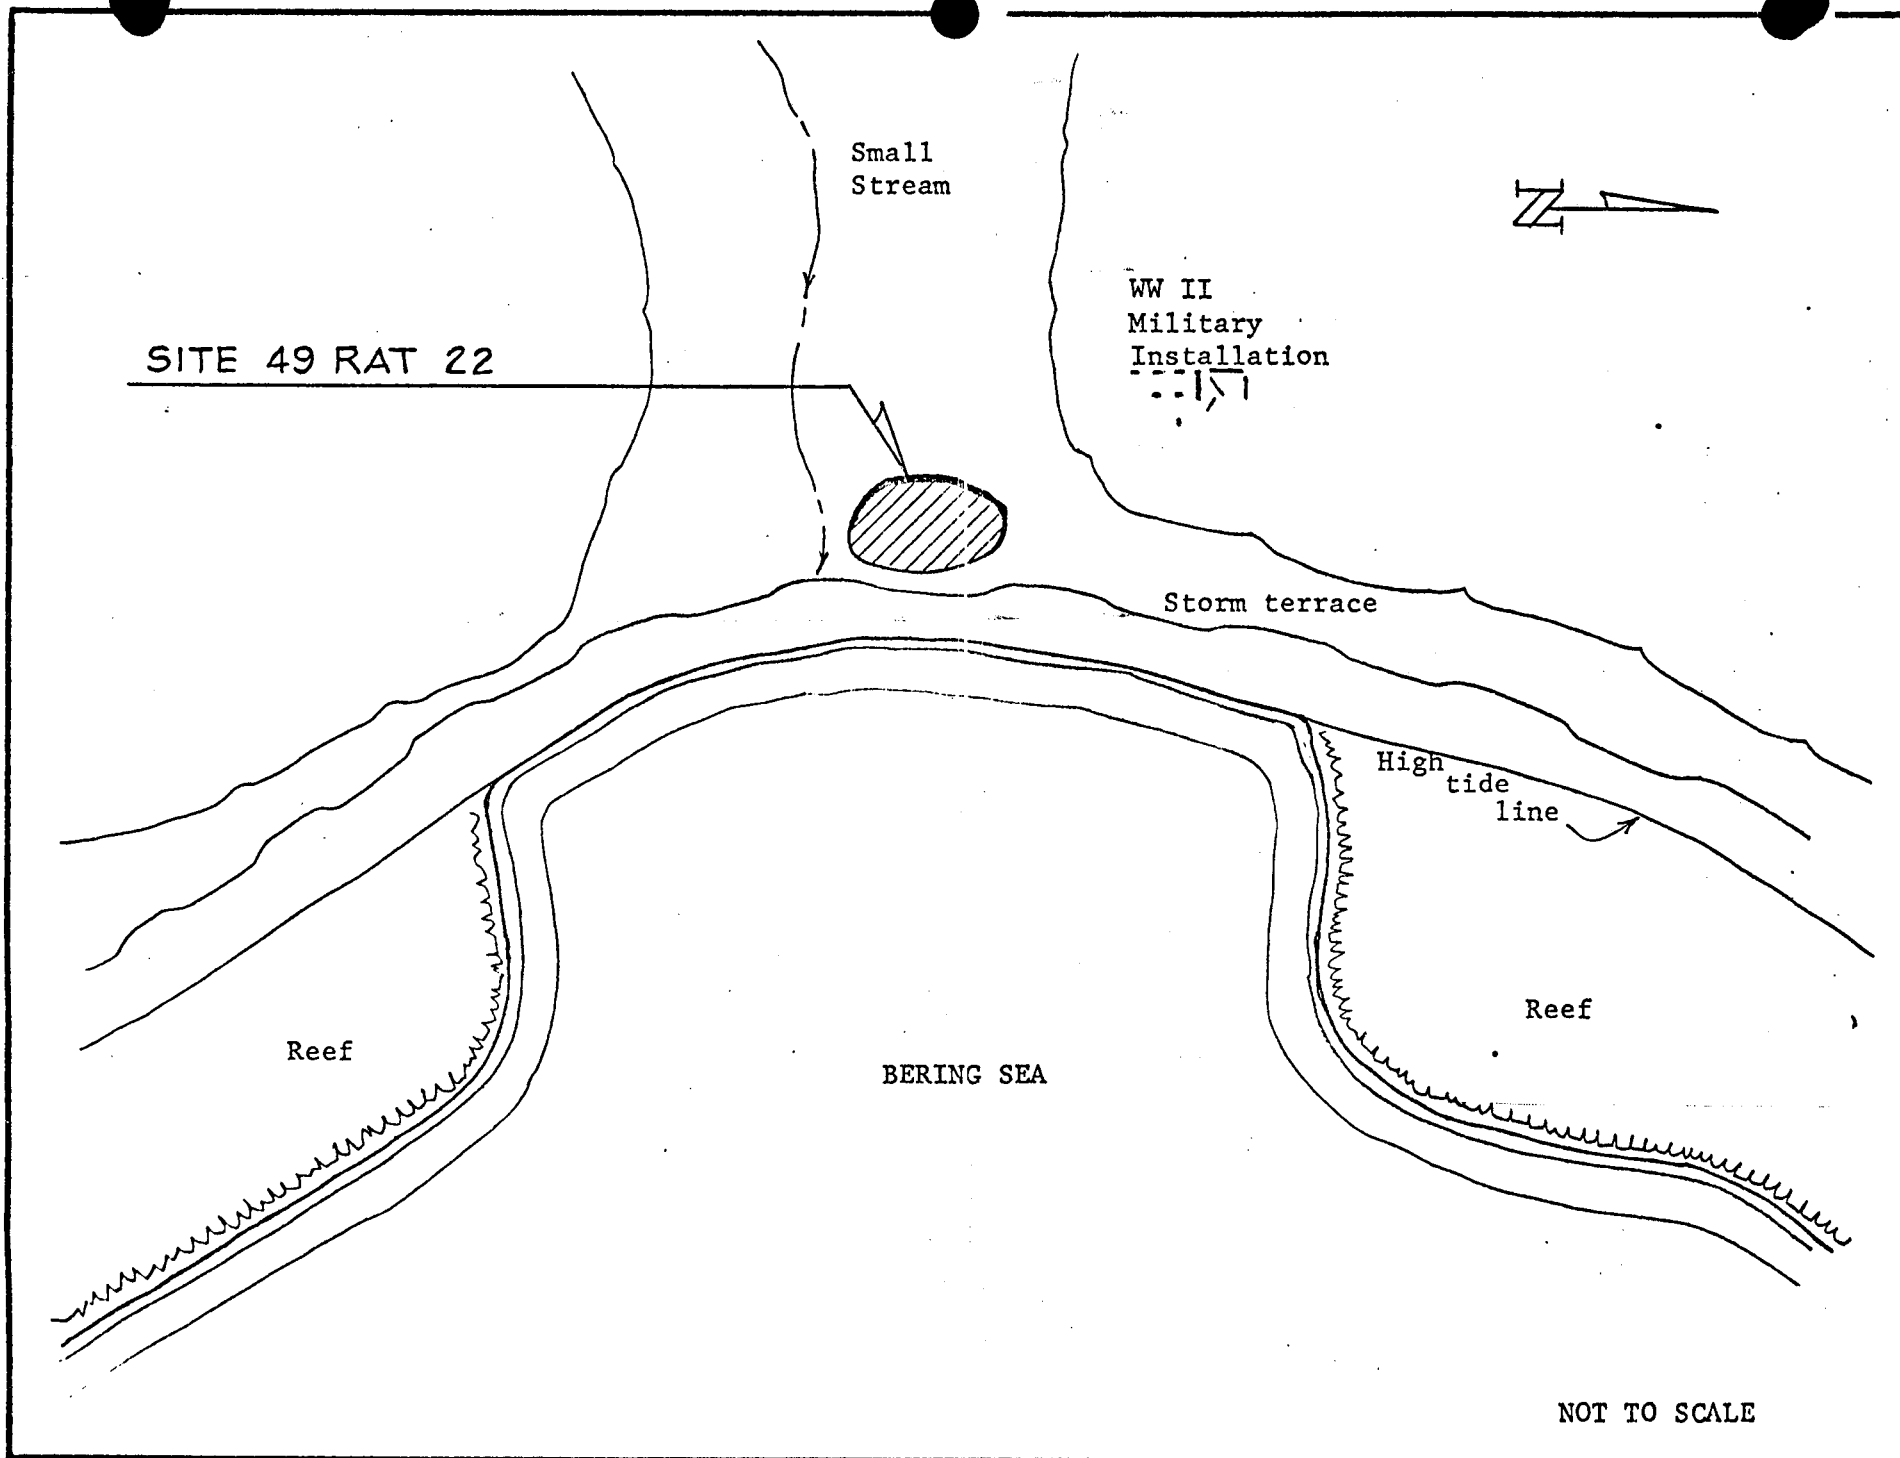 Small
Stream
N
WW II
Military
Installation
SITE 49 RAT 22
Storm terrace
High
tide
line
Reef
Reef
BERING SEA
NOT TO SCALE